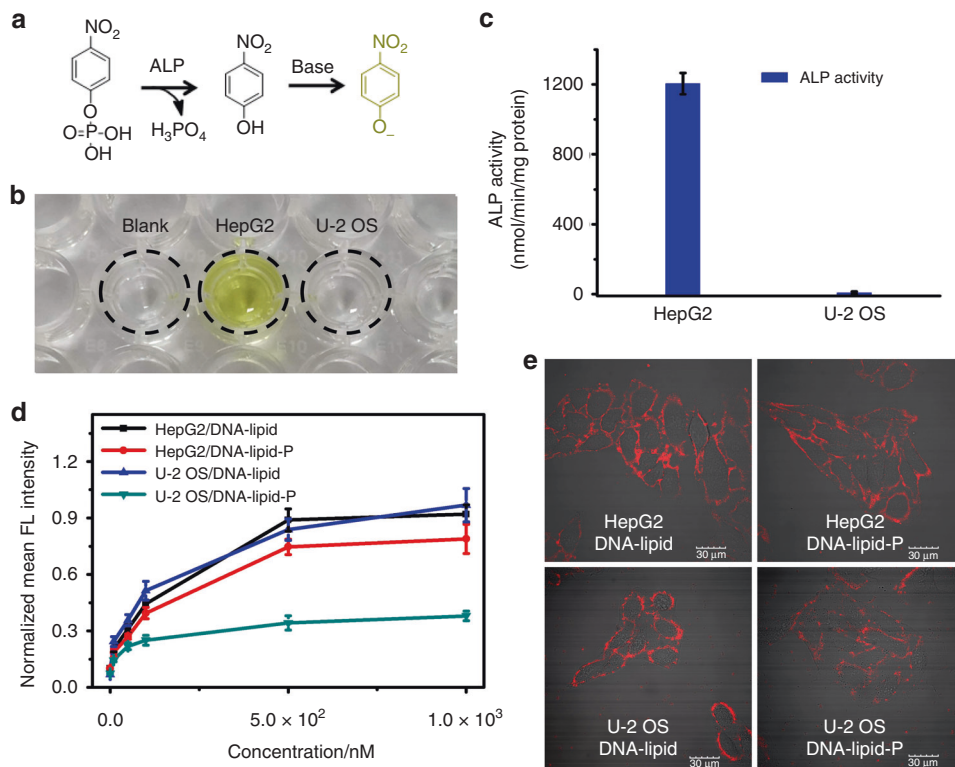 a
NO₂
ALP
O
O=P–OH
OH
H₃PO₄
NO₂
OH
Base
NO₂
O
–
b
Blank
HepG2
U-2 OS
c
ALP activity
ALP activity
(nmol/min/mg protein)
1200
800
400
0
HepG2
U-2 OS
d
HepG2/DNA-lipid
HepG2/DNA-lipid-P
U-2 OS/DNA-lipid
U-2 OS/DNA-lipid-P
Normalized mean FL intensity
1.2
0.9
0.6
0.3
0.0
0.0
5.0 × 10²
1.0 × 10³
Concentration/nM
e
HepG2
DNA-lipid
30 µm
HepG2
DNA-lipid-P
30 µm
U-2 OS
DNA-lipid
30 µm
U-2 OS
DNA-lipid-P
30 µm